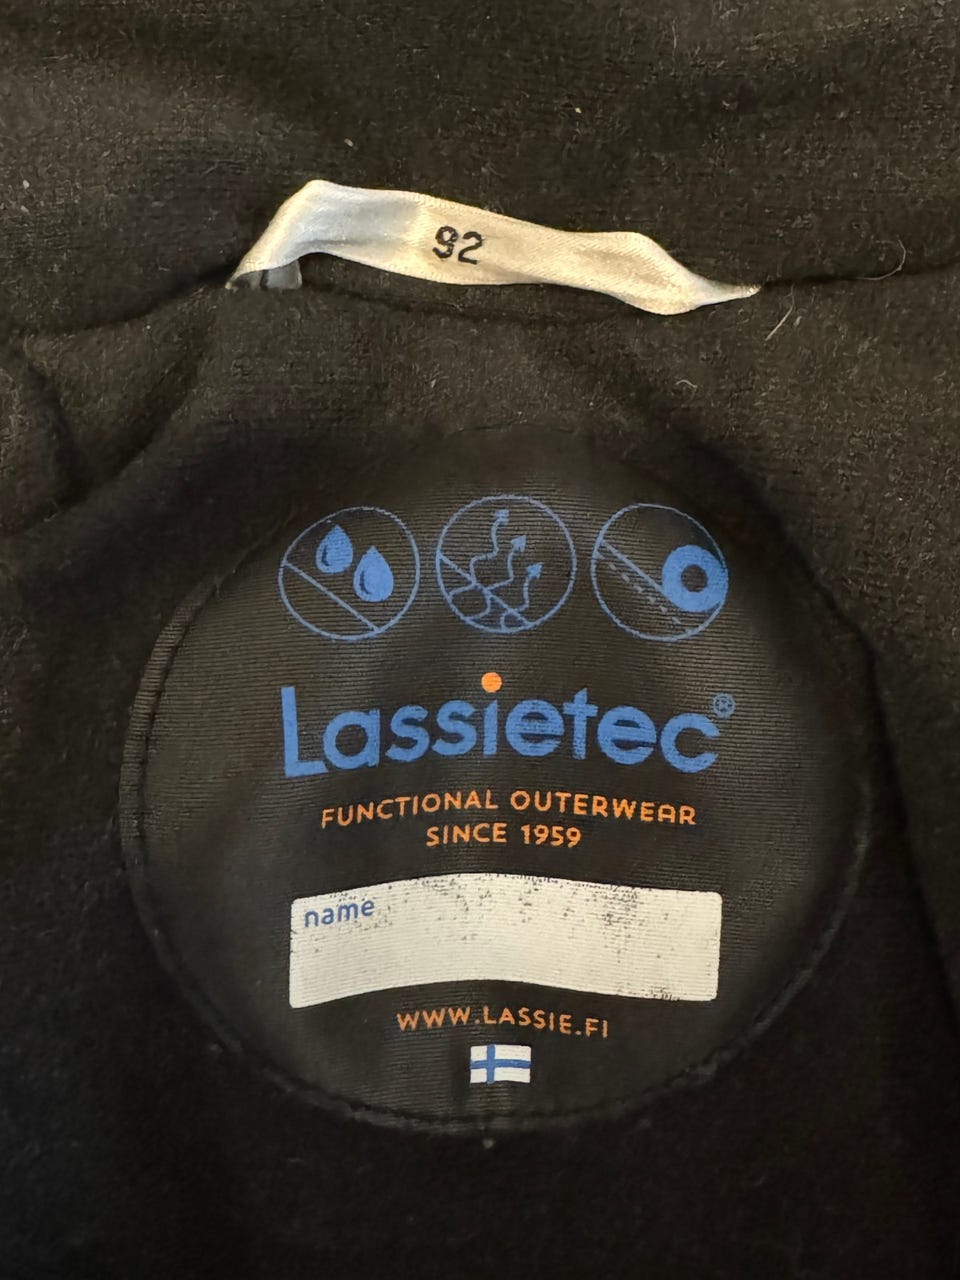 92
Lassietec®
FUNCTIONAL OUTERWEAR
SINCE 1959
name
WWW.LASSIE.FI